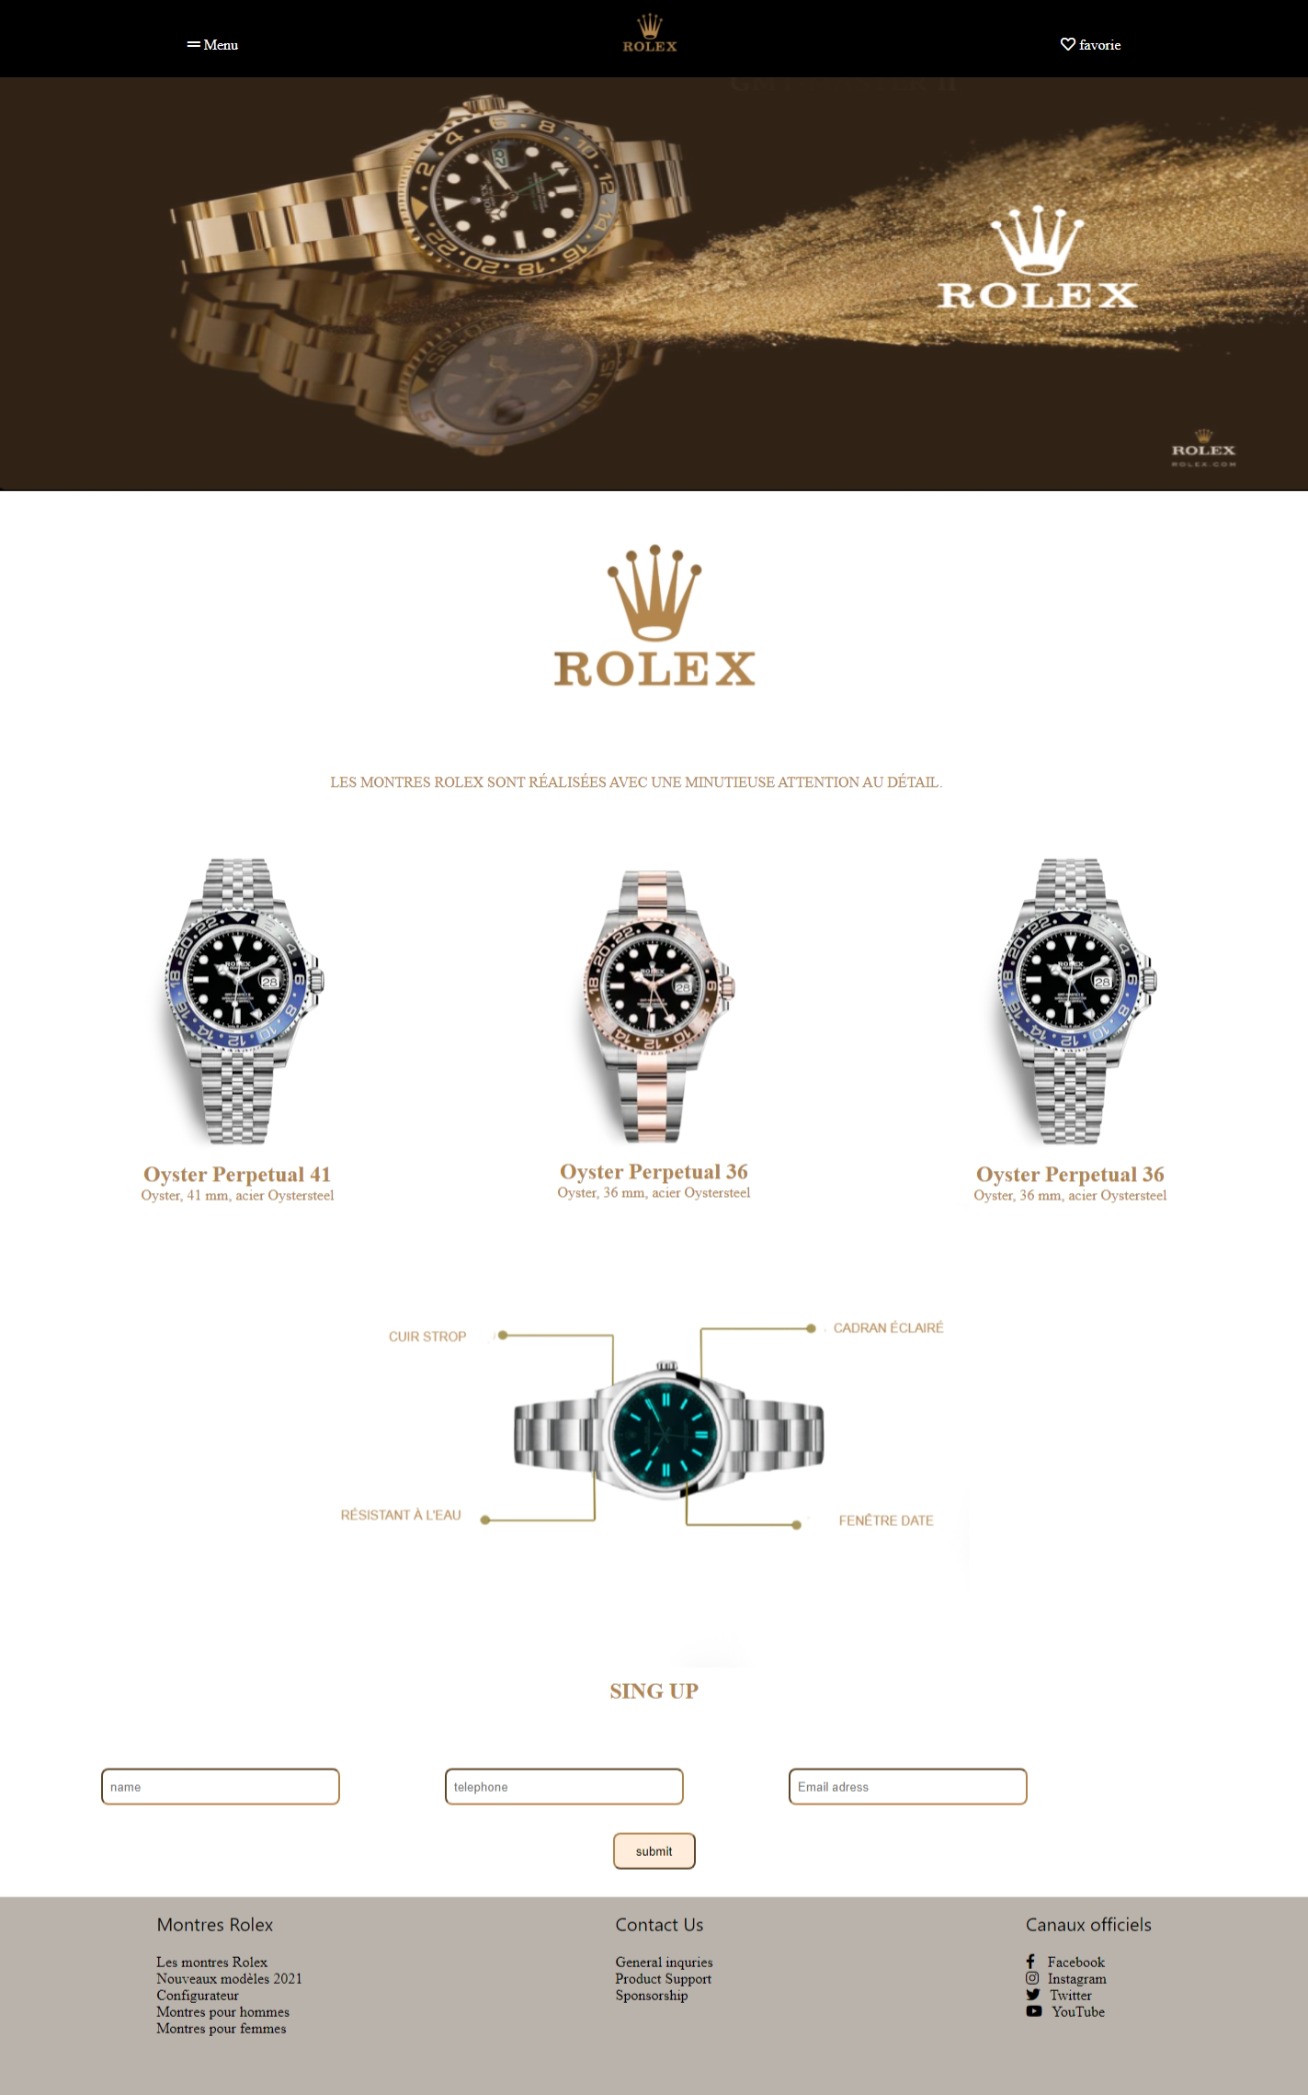 Menu
ROLEX
favorie
ROLEX
ROLEX
ROLEX.COM
ROLEX
LES MONTRES ROLEX SONT RÉALISÉES AVEC UNE MINUTIEUSE ATTENTION AU DÉTAIL.
Oyster Perpetual 41
Oyster, 41 mm, acier Oystersteel
Oyster Perpetual 36
Oyster, 36 mm, acier Oystersteel
Oyster Perpetual 36
Oyster, 36 mm, acier Oystersteel
CUIR STROP
CADRAN ÉCLAIRÉ
RÉSISTANT À L'EAU
FENÊTRE DATE
SING UP
name
telephone
Email adress
submit
Montres Rolex
Les montres Rolex
Nouveaux modèles 2021
Configurateur
Montres pour hommes
Montres pour femmes
Contact Us
General inquries
Product Support
Sponsorship
Canaux officiels
Facebook
Instagram
Twitter
YouTube